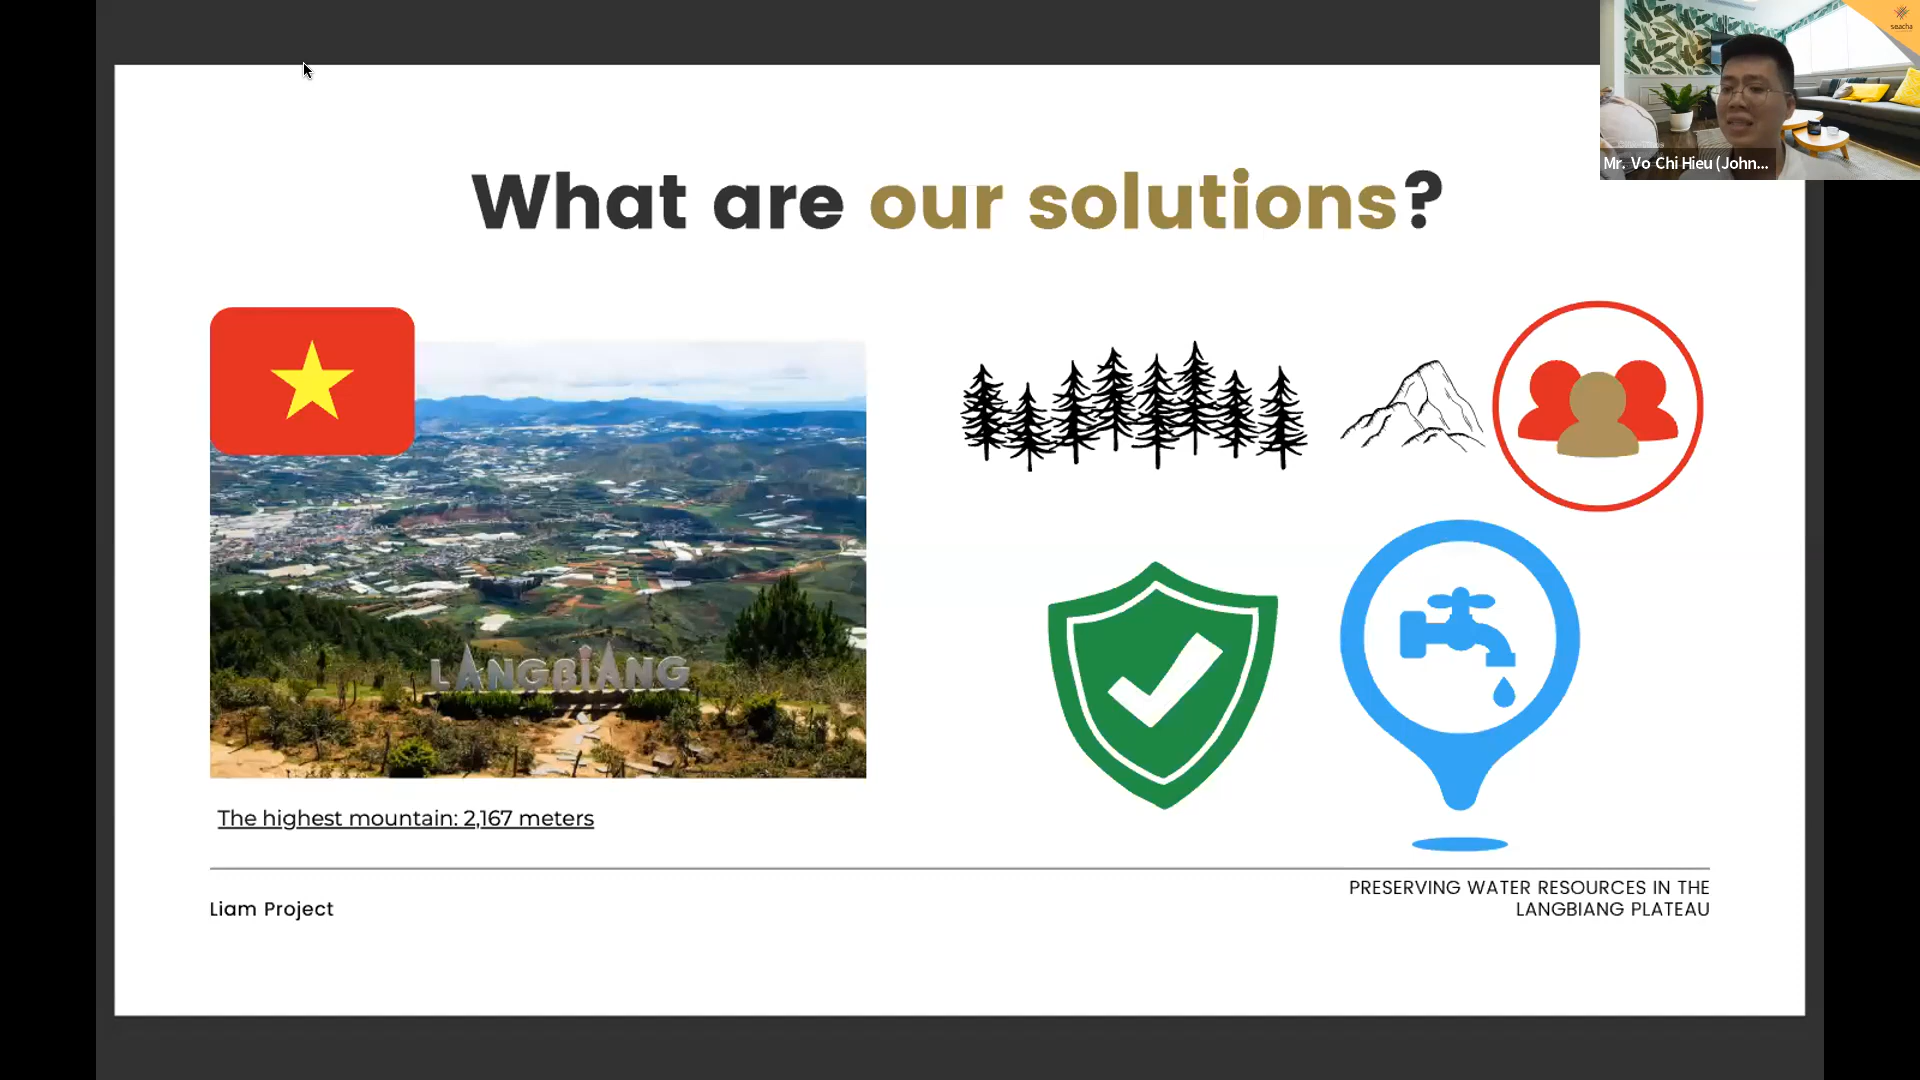 seacha
Mr. Vo Chi Hieu (John...
What are our solutions?
LANGBIANG
The highest mountain: 2,167 meters
Liam Project
PRESERVING WATER RESOURCES IN THE
LANGBIANG PLATEAU